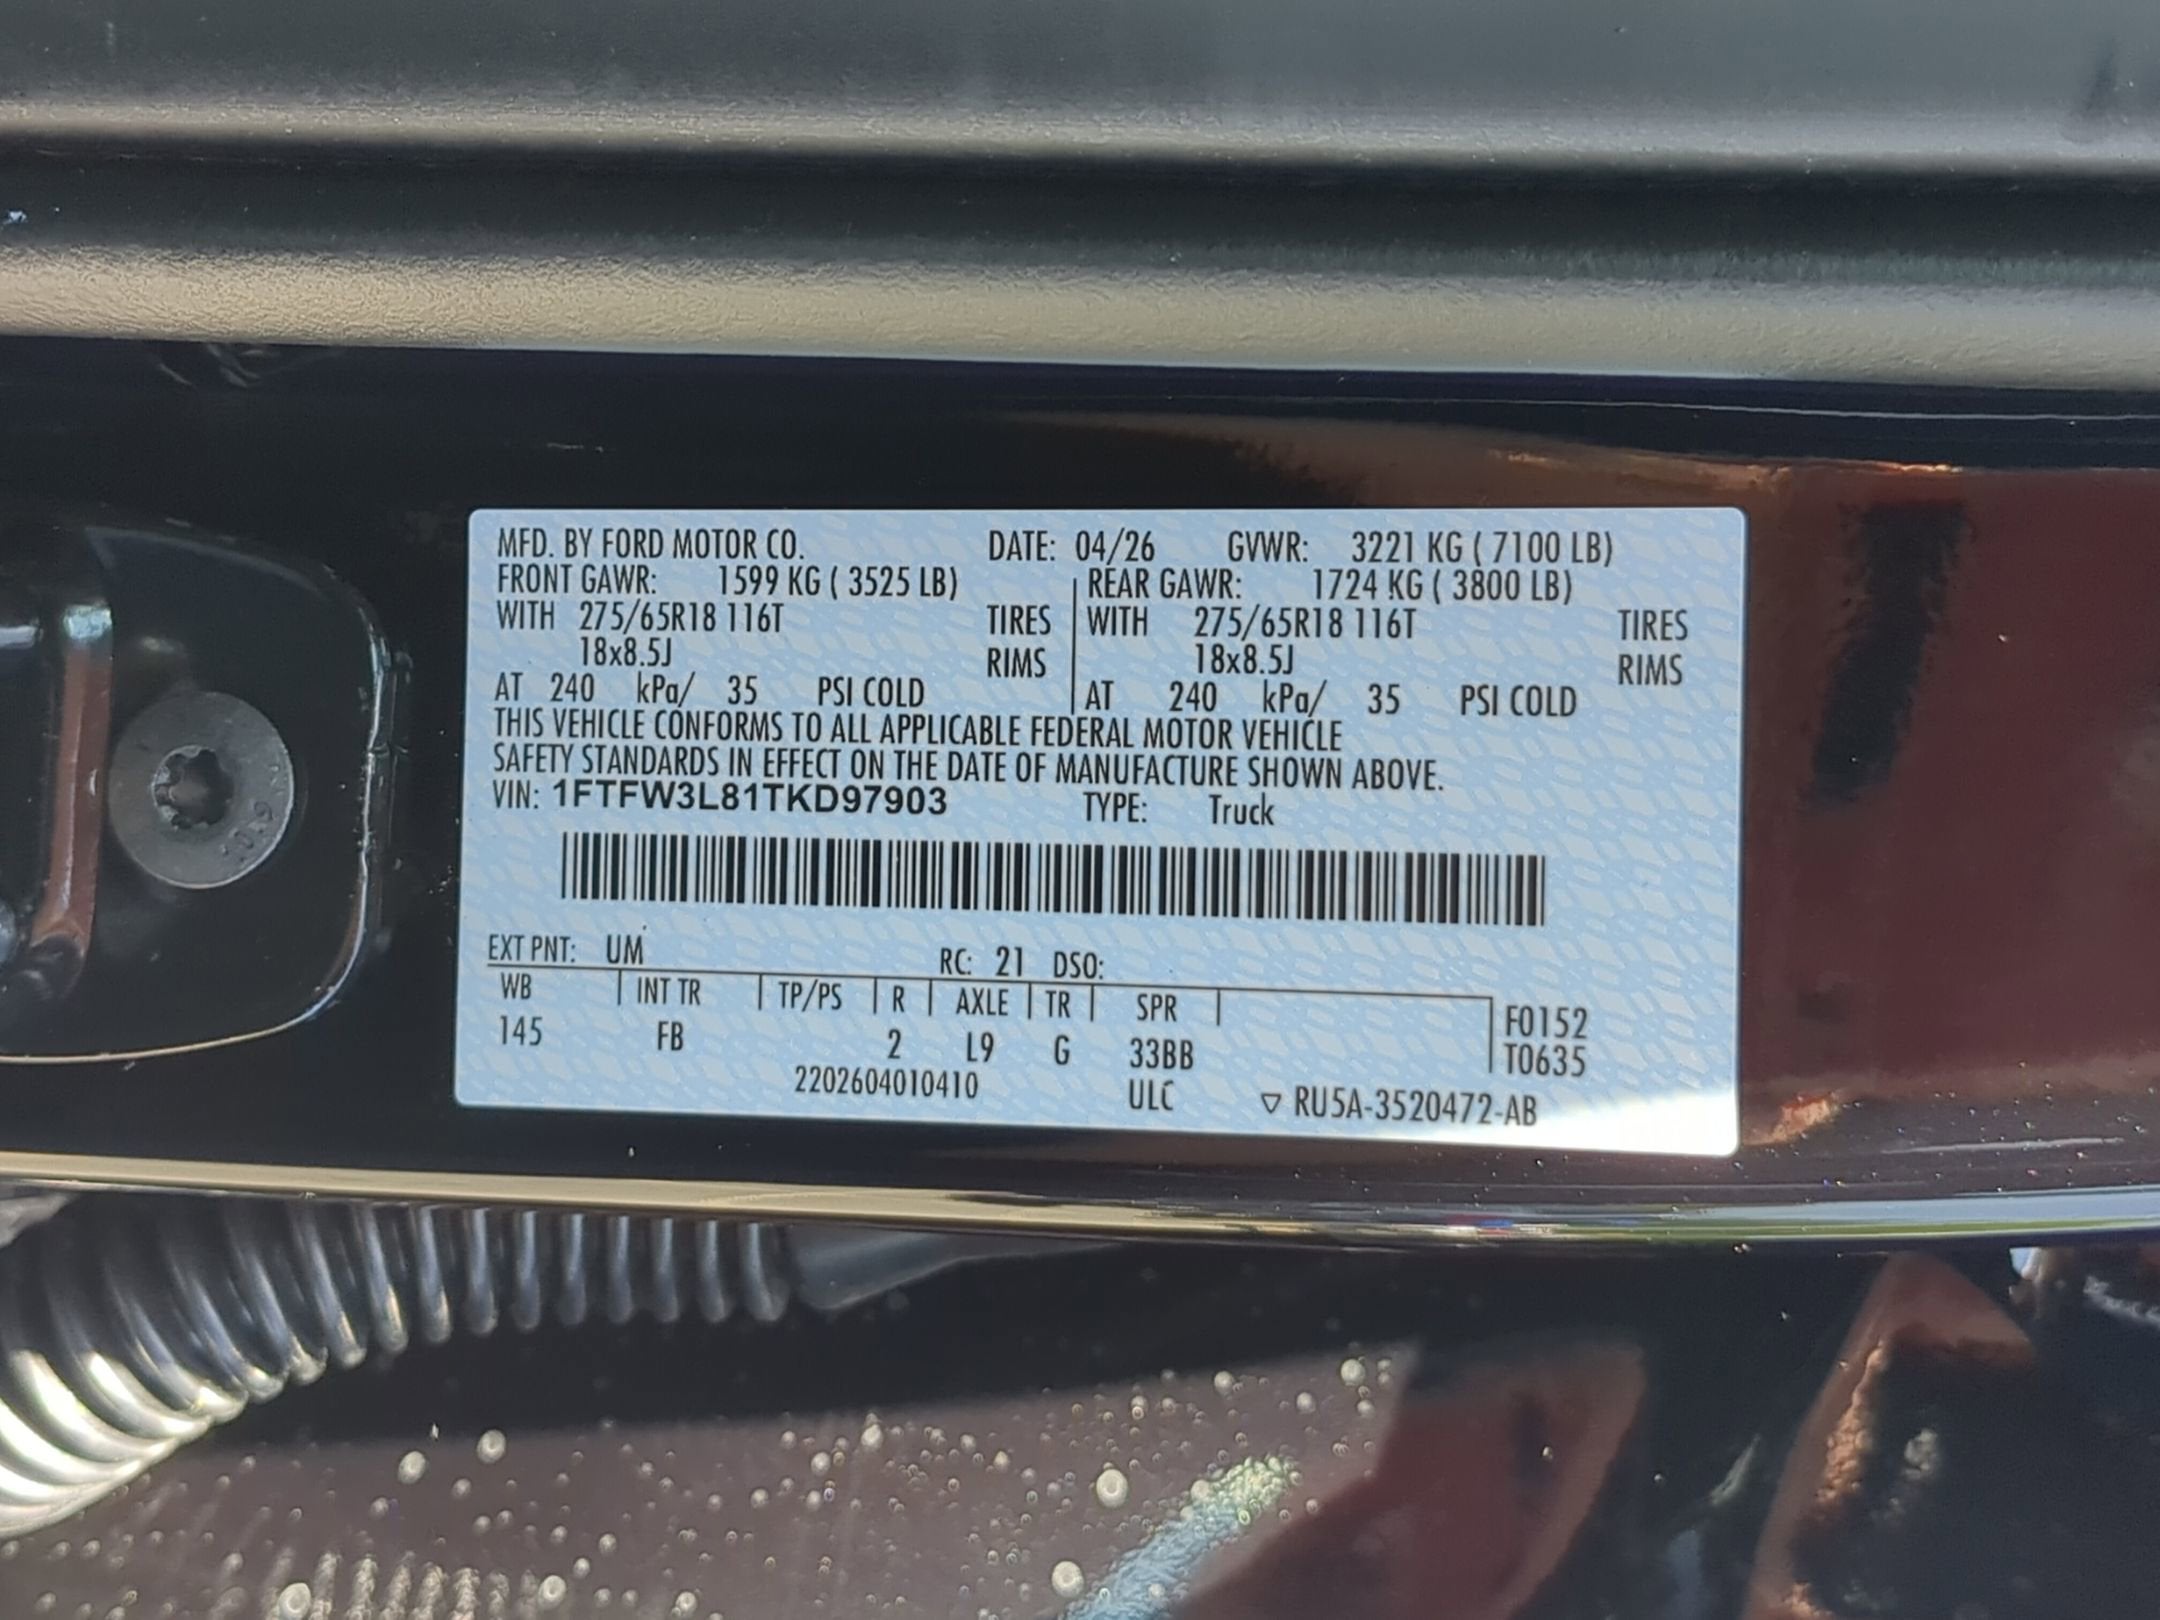 MFD. BY FORD MOTOR CO. DATE: 04/26 GVWR: 3221 KG ( 7100 LB)
FRONT GAWR: 1599 KG ( 3525 LB) REAR GAWR: 1724 KG ( 3800 LB)
WITH 275/65R18 116T TIRES WITH 275/65R18 116T TIRES
18x8.5J RIMS 18x8.5J RIMS
AT 240 kPa/ 35 PSI COLD AT 240 kPa/ 35 PSI COLD
THIS VEHICLE CONFORMS TO ALL APPLICABLE FEDERAL MOTOR VEHICLE
SAFETY STANDARDS IN EFFECT ON THE DATE OF MANUFACTURE SHOWN ABOVE.
VIN: 1FTFW3L81TKD97903 TYPE: Truck
EXT PNT: UM RC: 21 DSO:
WB INT TR TP/PS R AXLE TR SPR F0152
145 FB 2 L9 G 33BB T0635
2202604010410 ULC ▽ RU5A-3520472-AB
10.9